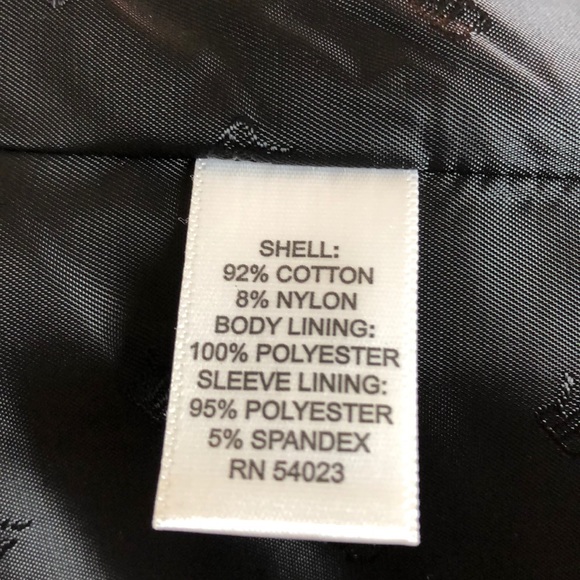 SHELL:
92% COTTON
8% NYLON
BODY LINING:
100% POLYESTER
SLEEVE LINING:
95% POLYESTER
5% SPANDEX
RN 54023